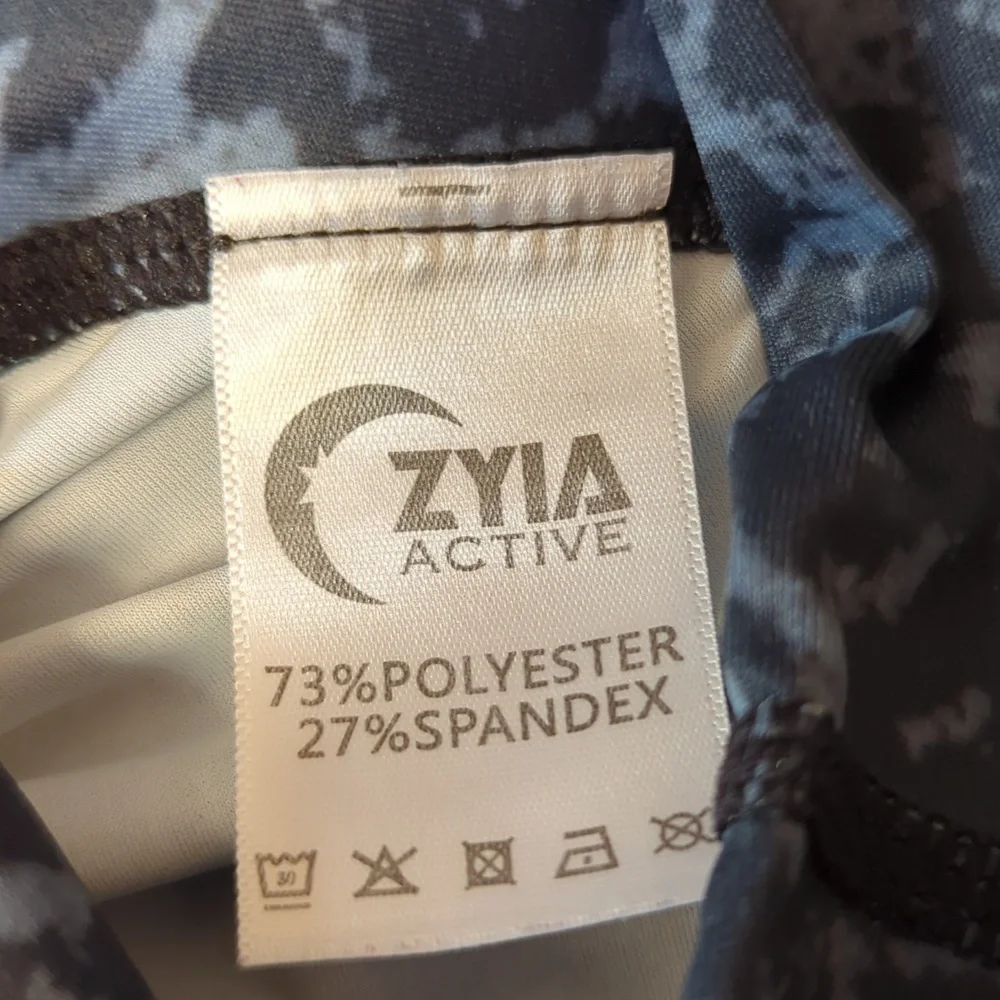 ZYIA
ACTIVE
73%POLYESTER
27%SPANDEX
30